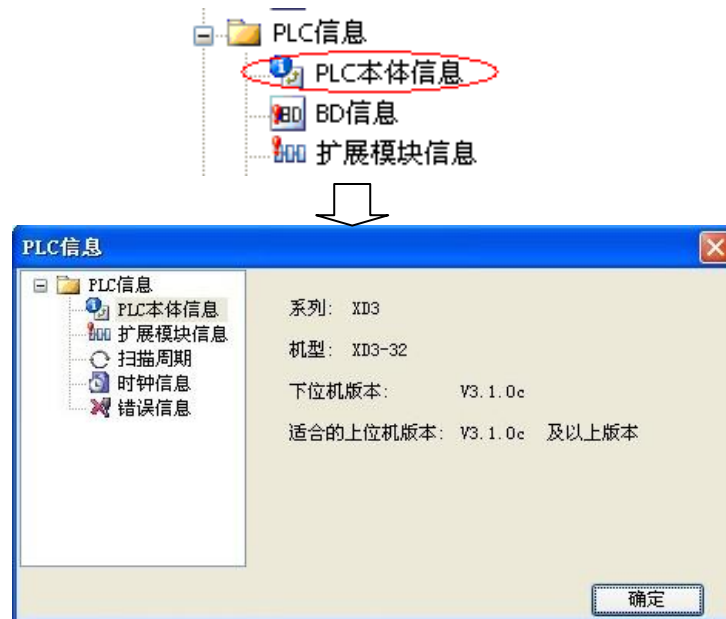 PLC信息
PLC本体信息
BD信息
扩展模块信息
PLC信息
PLC信息
PLC本体信息
扩展模块信息
扫描周期
时钟信息
错误信息
系列: XD3
机型: XD3-32
下位机版本: V3.1.0c
适合的上位机版本: V3.1.0c 及以上版本
确定